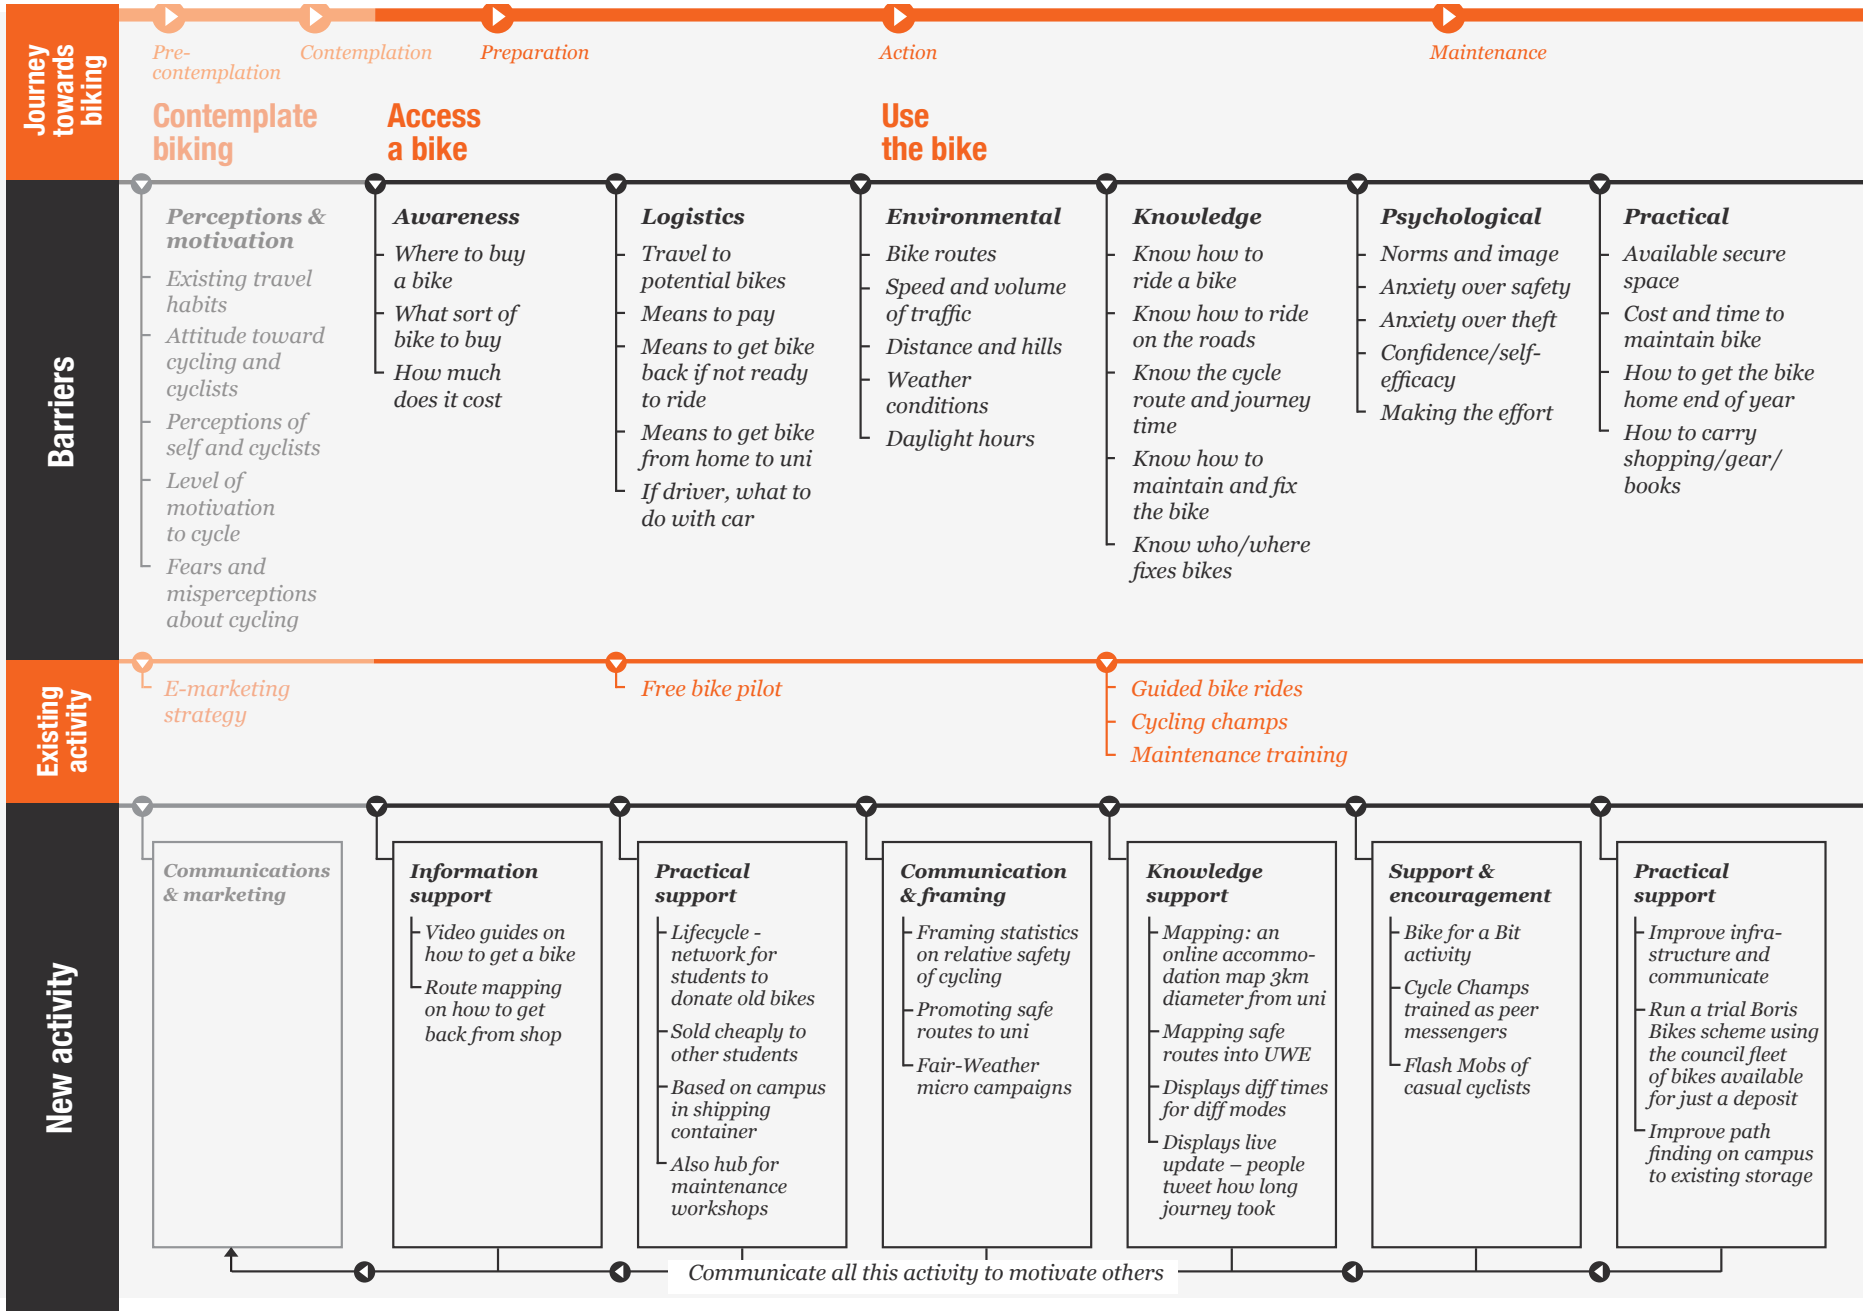 Journey
towards
biking
Pre-
contemplation
Contemplation
Preparation
Action
Maintenance
Contemplate
biking
Access
a bike
Use
the bike
Barriers
Perceptions &
motivation
Existing travel
habits
Attitude toward
cycling and
cyclists
Perceptions of
self and cyclists
Level of
motivation
to cycle
Fears and
misperceptions
about cycling
Awareness
Where to buy
a bike
What sort of
bike to buy
How much
does it cost
Logistics
Travel to
potential bikes
Means to pay
Means to get bike
back if not ready
to ride
Means to get bike
from home to uni
If driver, what to
do with car
Environmental
Bike routes
Speed and volume
of traffic
Distance and hills
Weather
conditions
Daylight hours
Knowledge
Know how to
ride a bike
Know how to ride
on the roads
Know the cycle
route and journey
time
Know how to
maintain and fix
the bike
Know who/where
fixes bikes
Psychological
Norms and image
Anxiety over safety
Anxiety over theft
Confidence/self-
efficacy
Making the effort
Practical
Available secure
space
Cost and time to
maintain bike
How to get the bike
home end of year
How to carry
shopping/gear/
books
Existing
activity
E-marketing
strategy
Free bike pilot
Guided bike rides
Cycling champs
Maintenance training
New activity
Communications
& marketing
Information
support
Video guides on
how to get a bike
Route mapping
on how to get
back from shop
Practical
support
Lifecycle -
network for
students to
donate old bikes
Sold cheaply to
other students
Based on campus
in shipping
container
Also hub for
maintenance
workshops
Communication
& framing
Framing statistics
on relative safety
of cycling
Promoting safe
routes to uni
Fair-Weather
micro campaigns
Knowledge
support
Mapping: an
online accommo-
dation map 3km
diameter from uni
Mapping safe
routes into UWE
Displays diff times
for diff modes
Displays live
update – people
tweet how long
journey took
Support &
encouragement
Bike for a Bit
activity
Cycle Champs
trained as peer
messengers
Flash Mobs of
casual cyclists
Practical
support
Improve infra-
structure and
communicate
Run a trial Boris
Bikes scheme using
the council fleet
of bikes available
for just a deposit
Improve path
finding on campus
to existing storage
Communicate all this activity to motivate others